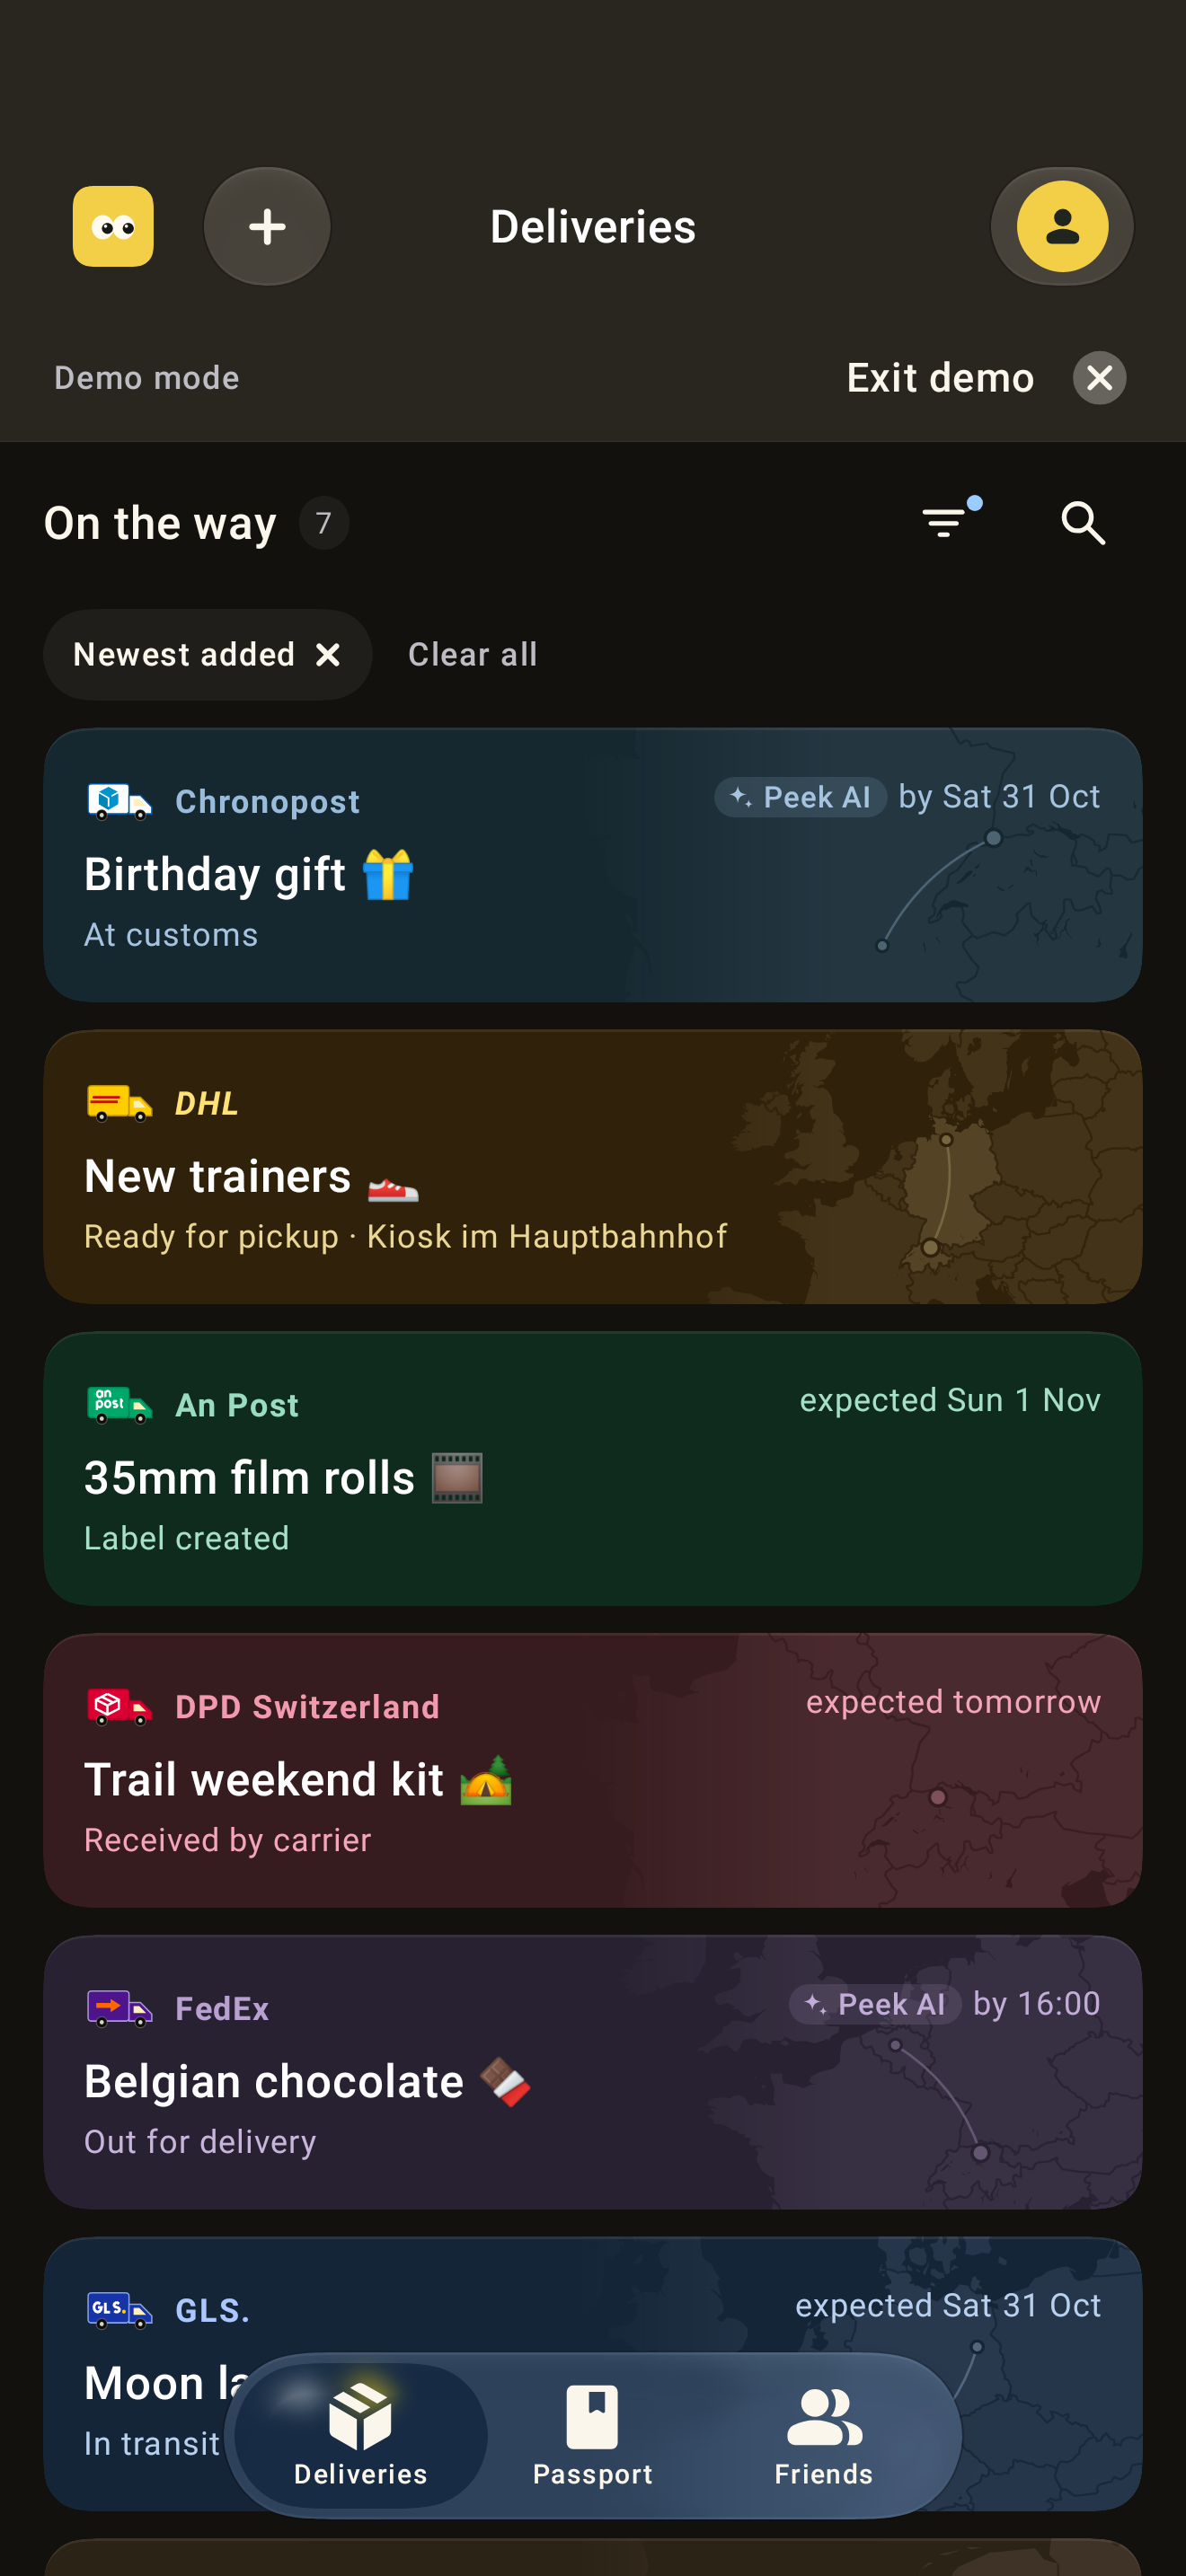 Deliveries
Demo mode
Exit demo
On the way 7
Newest added
Clear all
Chronopost
Peek AI by Sat 31 Oct
Birthday gift
At customs
DHL
New trainers
Ready for pickup · Kiosk im Hauptbahnhof
an post
An Post
expected Sun 1 Nov
35mm film rolls
Label created
DPD Switzerland
expected tomorrow
Trail weekend kit
Received by carrier
FedEx
Peek AI by 16:00
Belgian chocolate
Out for delivery
GLS.
GLS.
expected Sat 31 Oct
Moon
In transit
Deliveries
Passport
Friends